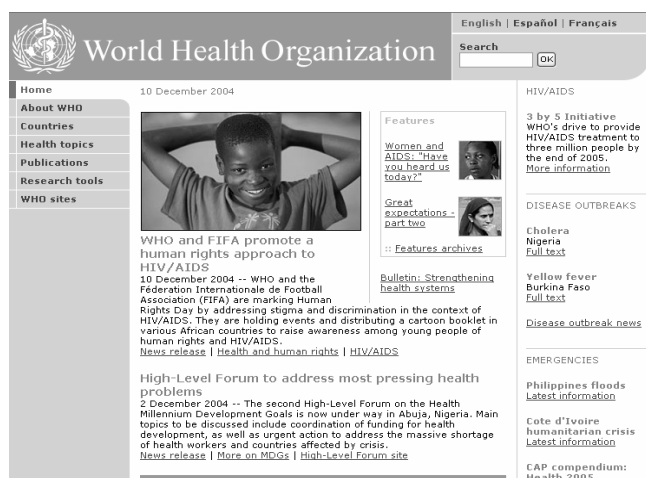 World Health Organization
English | Español | Français
Search
OK
Home
About WHO
Countries
Health topics
Publications
Research tools
WHO sites
10 December 2004
WHO and FIFA promote a
human rights approach to
HIV/AIDS
10 December 2004 -- WHO and the
Féderation Internationale de Football
Association (FIFA) are marking Human
Rights Day by addressing stigma and discrimination in the context of
HIV/AIDS. They are holding events and distributing a cartoon booklet in
various African countries to raise awareness among young people of
human rights and HIV/AIDS.
News release | Health and human rights | HIV/AIDS
High-Level Forum to address most pressing health
problems
2 December 2004 -- The second High-Level Forum on the Health
Millennium Development Goals is now under way in Abuja, Nigeria. Main
topics to be discussed include coordination of funding for health
development, as well as urgent action to address the massive shortage
of health workers and countries affected by crisis.
News release | More on MDGs | High-Level Forum site
Features
Women and
AIDS: "Have
you heard us
today?"
Great
expectations -
part two
:: Features archives
Bulletin: Strengthening
health systems
HIV/AIDS
3 by 5 Initiative
WHO's drive to provide
HIV/AIDS treatment to
three million people by
the end of 2005.
More information
DISEASE OUTBREAKS
Cholera
Nigeria
Full text
Yellow fever
Burkina Faso
Full text
Disease outbreak news
EMERGENCIES
Philippines floods
Latest information
Cote d'Ivoire
humanitarian crisis
Latest information
CAP compendium:
Health 2005